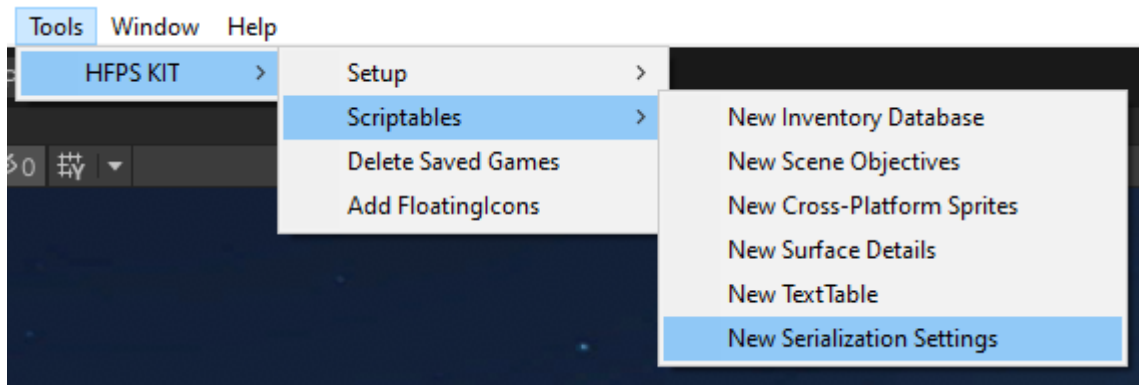 Tools Window Help
HFPS KIT
Setup
Scriptables
Delete Saved Games
Add FloatingIcons
New Inventory Database
New Scene Objectives
New Cross-Platform Sprites
New Surface Details
New TextTable
New Serialization Settings
0